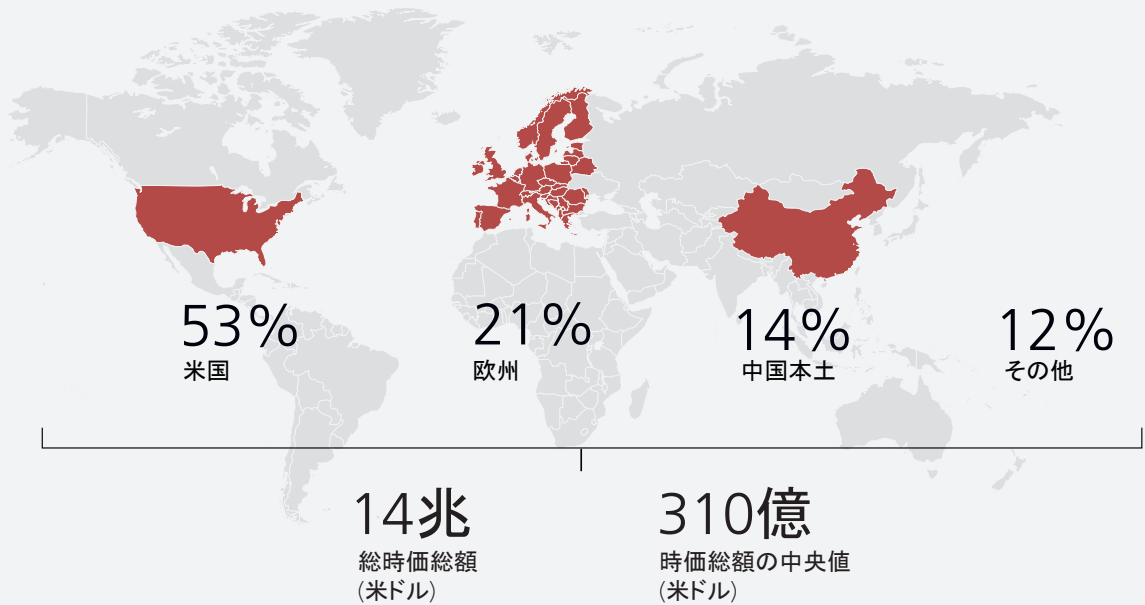 53%
米国
21%
欧州
14%
中国本土
12%
その他
14兆
総時価総額
(米ドル)
310億
時価総額の中央値
(米ドル)